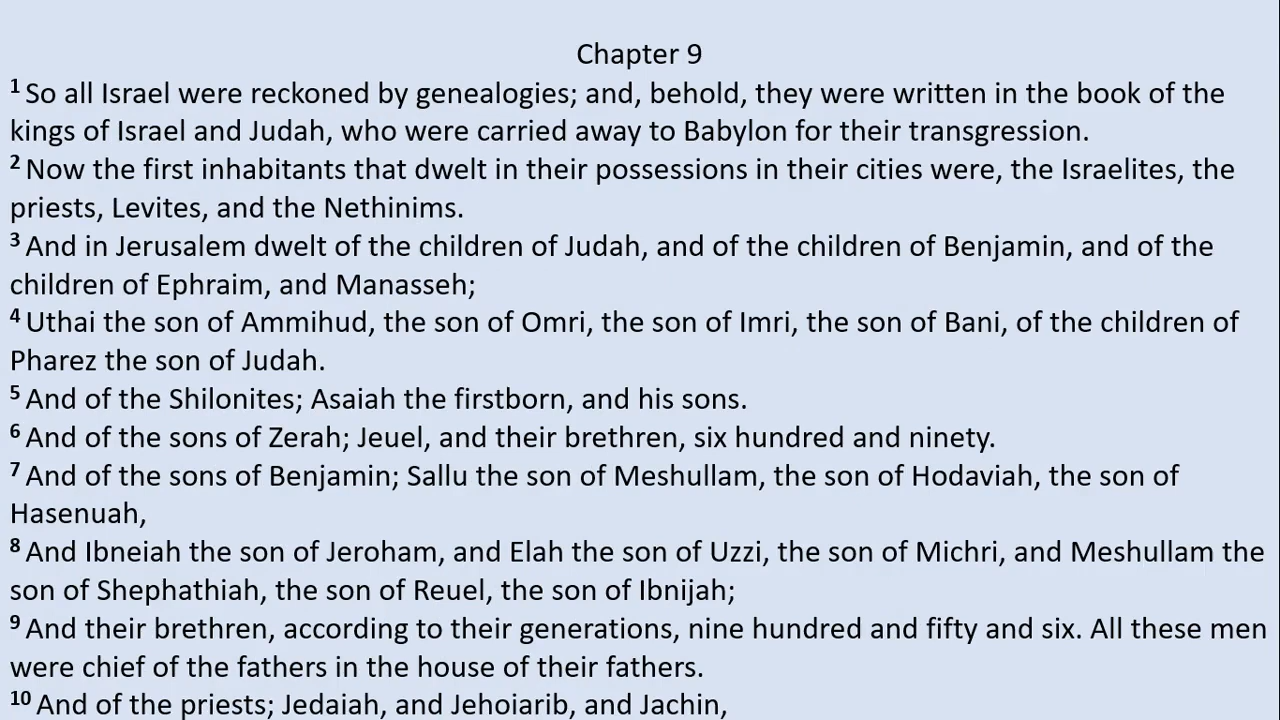 Chapter 9
1 So all Israel were reckoned by genealogies; and, behold, they were written in the book of the
kings of Israel and Judah, who were carried away to Babylon for their transgression.
2 Now the first inhabitants that dwelt in their possessions in their cities were, the Israelites, the
priests, Levites, and the Nethinims.
3 And in Jerusalem dwelt of the children of Judah, and of the children of Benjamin, and of the
children of Ephraim, and Manasseh;
4 Uthai the son of Ammihud, the son of Omri, the son of Imri, the son of Bani, of the children of
Pharez the son of Judah.
5 And of the Shilonites; Asaiah the firstborn, and his sons.
6 And of the sons of Zerah; Jeuel, and their brethren, six hundred and ninety.
7 And of the sons of Benjamin; Sallu the son of Meshullam, the son of Hodaviah, the son of
Hasenuah,
8 And Ibneiah the son of Jeroham, and Elah the son of Uzzi, the son of Michri, and Meshullam the
son of Shephathiah, the son of Reuel, the son of Ibnijah;
9 And their brethren, according to their generations, nine hundred and fifty and six. All these men
were chief of the fathers in the house of their fathers.
10 And of the priests; Jedaiah, and Jehoiarib, and Jachin,